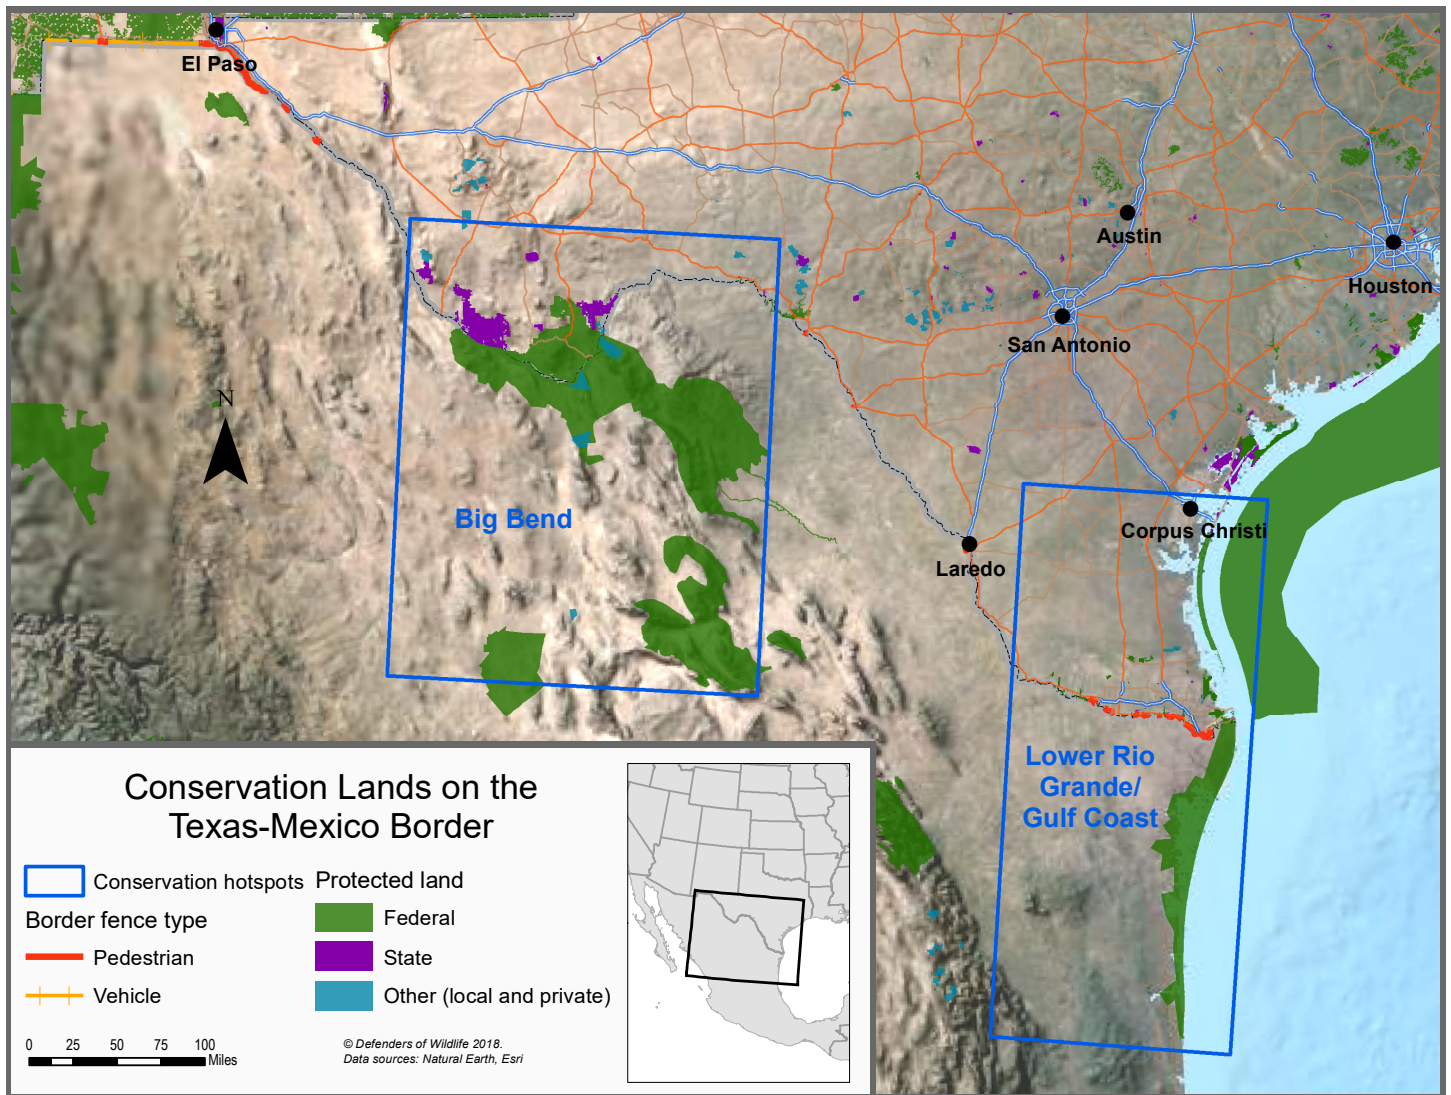 El Paso
Austin
Houston
San Antonio
N
Big Bend
Corpus Christi
Laredo
Lower Rio
Grande/
Gulf Coast
Conservation Lands on the
Texas-Mexico Border
Conservation hotspots
Border fence type
Pedestrian
Vehicle
Protected land
Federal
State
Other (local and private)
0 25 50 75 100
Miles
© Defenders of Wildlife 2018.
Data sources: Natural Earth, Esri